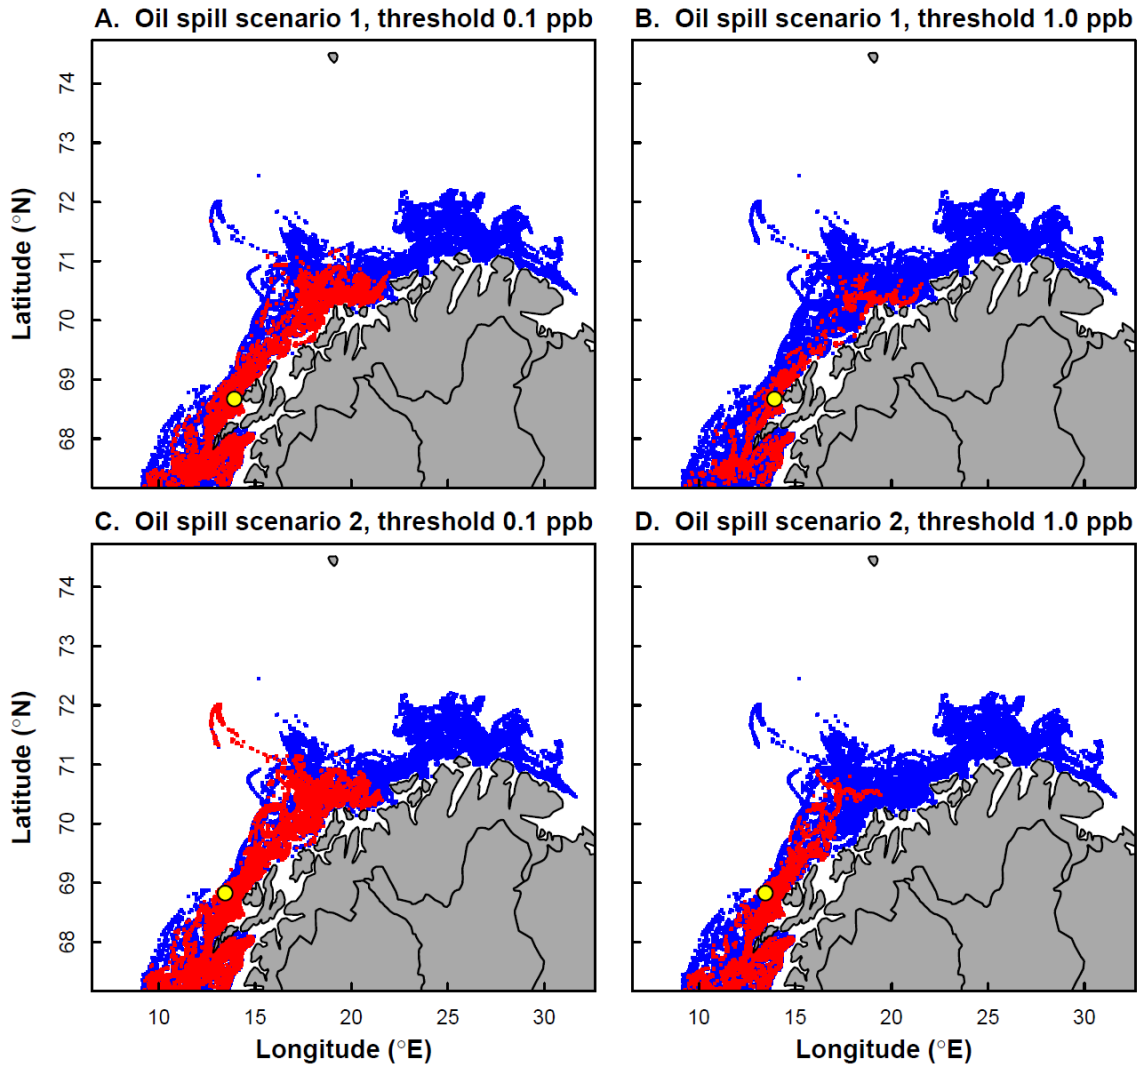 A. Oil spill scenario 1, threshold 0.1 ppb
B. Oil spill scenario 1, threshold 1.0 ppb
Latitude (°N)
74
73
72
71
70
69
68
C. Oil spill scenario 2, threshold 0.1 ppb
D. Oil spill scenario 2, threshold 1.0 ppb
Latitude (°N)
74
73
72
71
70
69
68
10 15 20 25 30
10 15 20 25 30
Longitude (°E)
Longitude (°E)